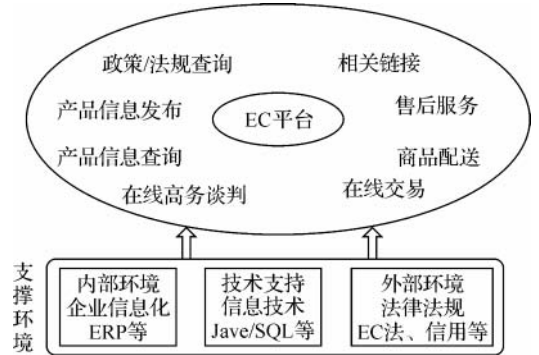 政策/法规查询
相关链接
产品信息发布
EC平台
售后服务
产品信息查询
商品配送
在线高务谈判
在线交易
支撑环境
内部环境
企业信息化
ERP等
技术支持
信息技术
Jave/SQL等
外部环境
法律法规
EC法、信用等